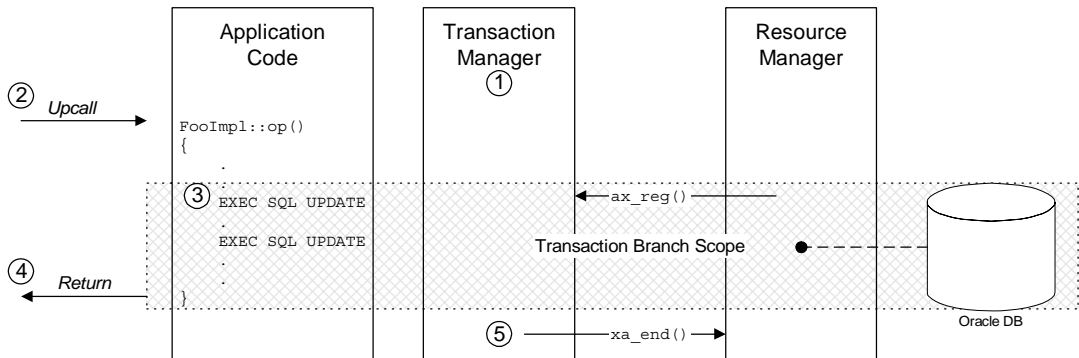 Application
Code
Transaction
Manager
①
Resource
Manager
② Upcall
FooImpl::op()
{
.
.
③ EXEC SQL UPDATE
ax_reg()
.
EXEC SQL UPDATE
Transaction Branch Scope
.
.
④ Return
}
Oracle DB
⑤ xa_end()